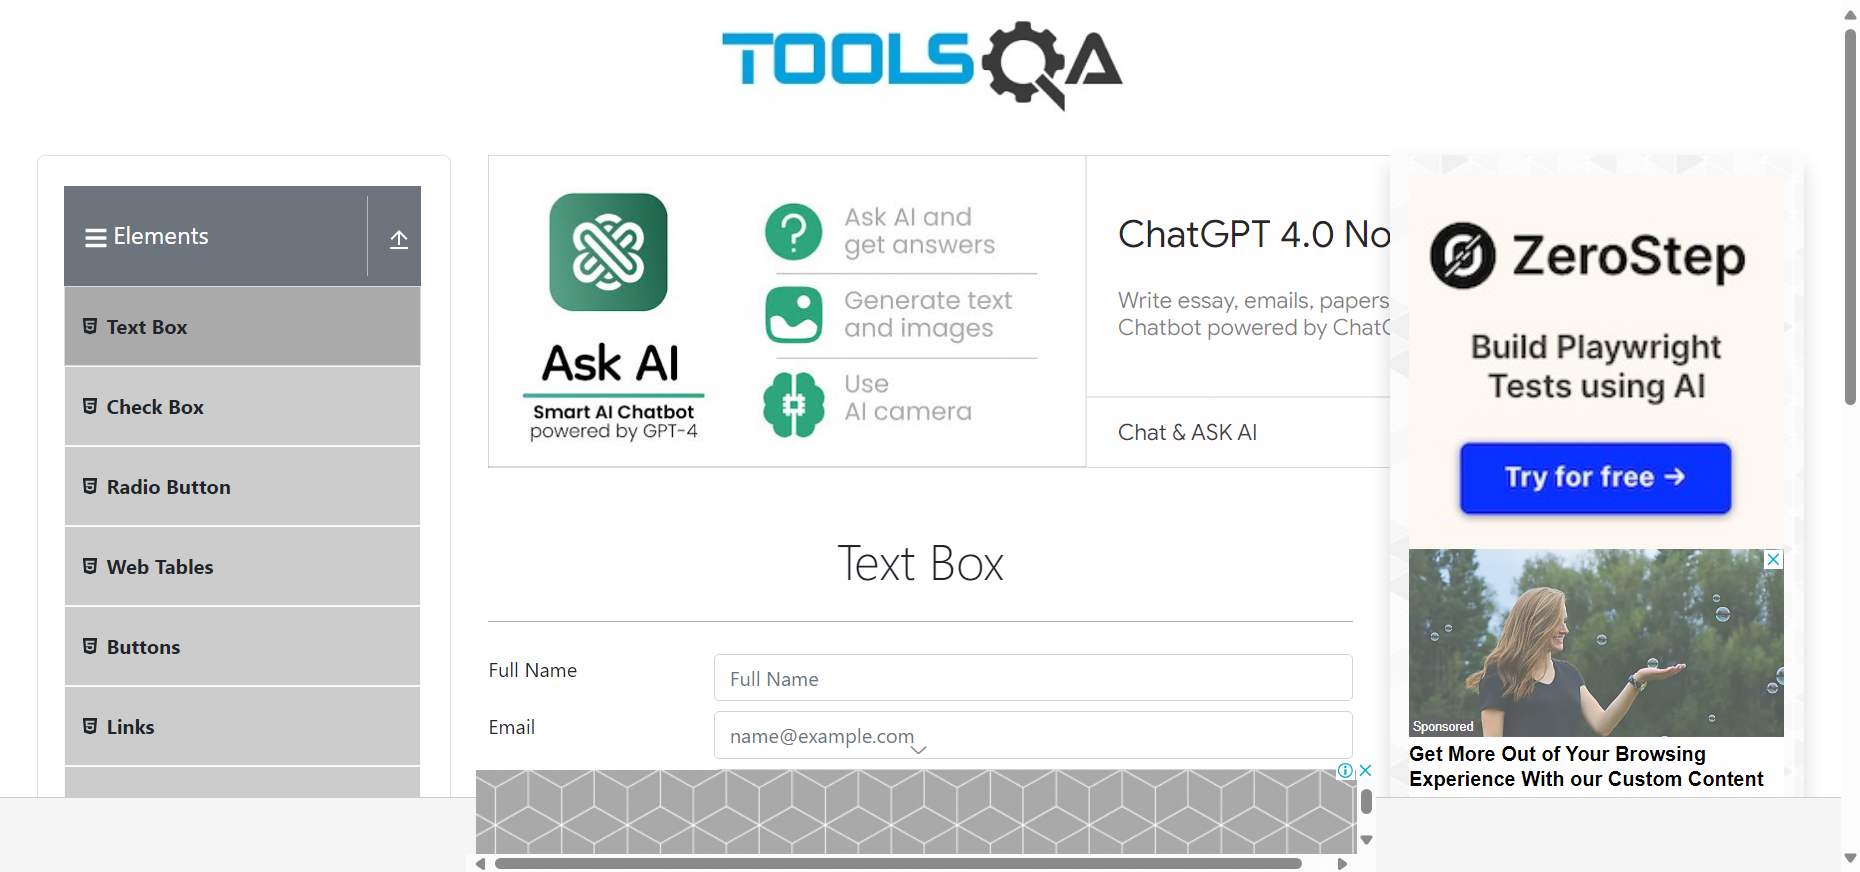 TOOLSQA
Elements
Text Box
Check Box
Radio Button
Web Tables
Buttons
Links
Ask AI
Smart AI Chatbot
powered by GPT-4
Ask AI and
get answers
Generate text
and images
Use
AI camera
ChatGPT 4.0 No
Write essay, emails, papers
Chatbot powered by Chat
Chat & ASK AI
Text Box
Full Name
Full Name
Email
name@example.com
ZeroStep
Build Playwright
Tests using AI
Try for free →
Sponsored
Get More Out of Your Browsing
Experience With our Custom Content